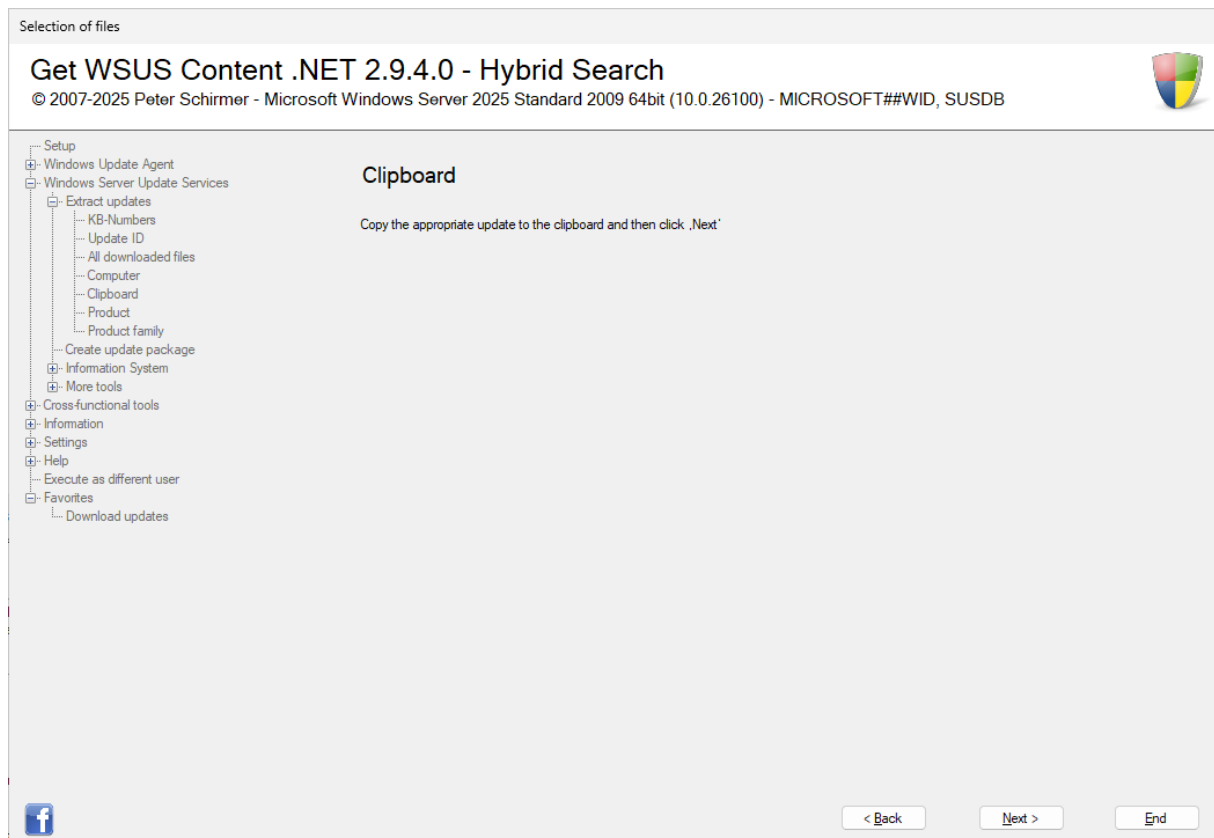 Selection of files
Get WSUS Content .NET 2.9.4.0 - Hybrid Search
© 2007-2025 Peter Schirmer - Microsoft Windows Server 2025 Standard 2009 64bit (10.0.26100) - MICROSOFT##WID, SUSDB
Setup
Windows Update Agent
Windows Server Update Services
Extract updates
KB-Numbers
Update ID
All downloaded files
Computer
Clipboard
Product
Product family
Create update package
Information System
More tools
Cross-functional tools
Information
Settings
Help
Execute as different user
Favorites
Download updates
Clipboard
Copy the appropriate update to the clipboard and then click ‚Next‘
f
< Back
Next >
End